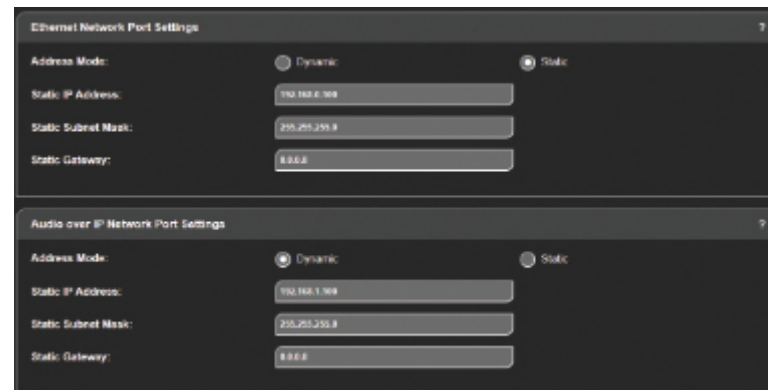 Ethernet Network Port Settings ?
Address Mode: Dynamic Static
Static IP Address: 192.168.0.100
Static Subnet Mask: 255.255.255.0
Static Gateway: 0.0.0.0
Audio over IP Network Port Settings ?
Address Mode: Dynamic Static
Static IP Address: 192.168.1.100
Static Subnet Mask: 255.255.255.0
Static Gateway: 0.0.0.0